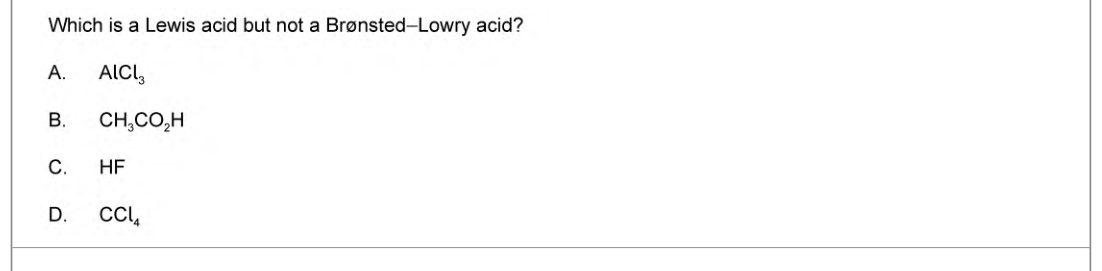 Which is a Lewis acid but not a Brønsted–Lowry acid?
A. AlCl₃
B. CH₃CO₂H
C. HF
D. CCl₄